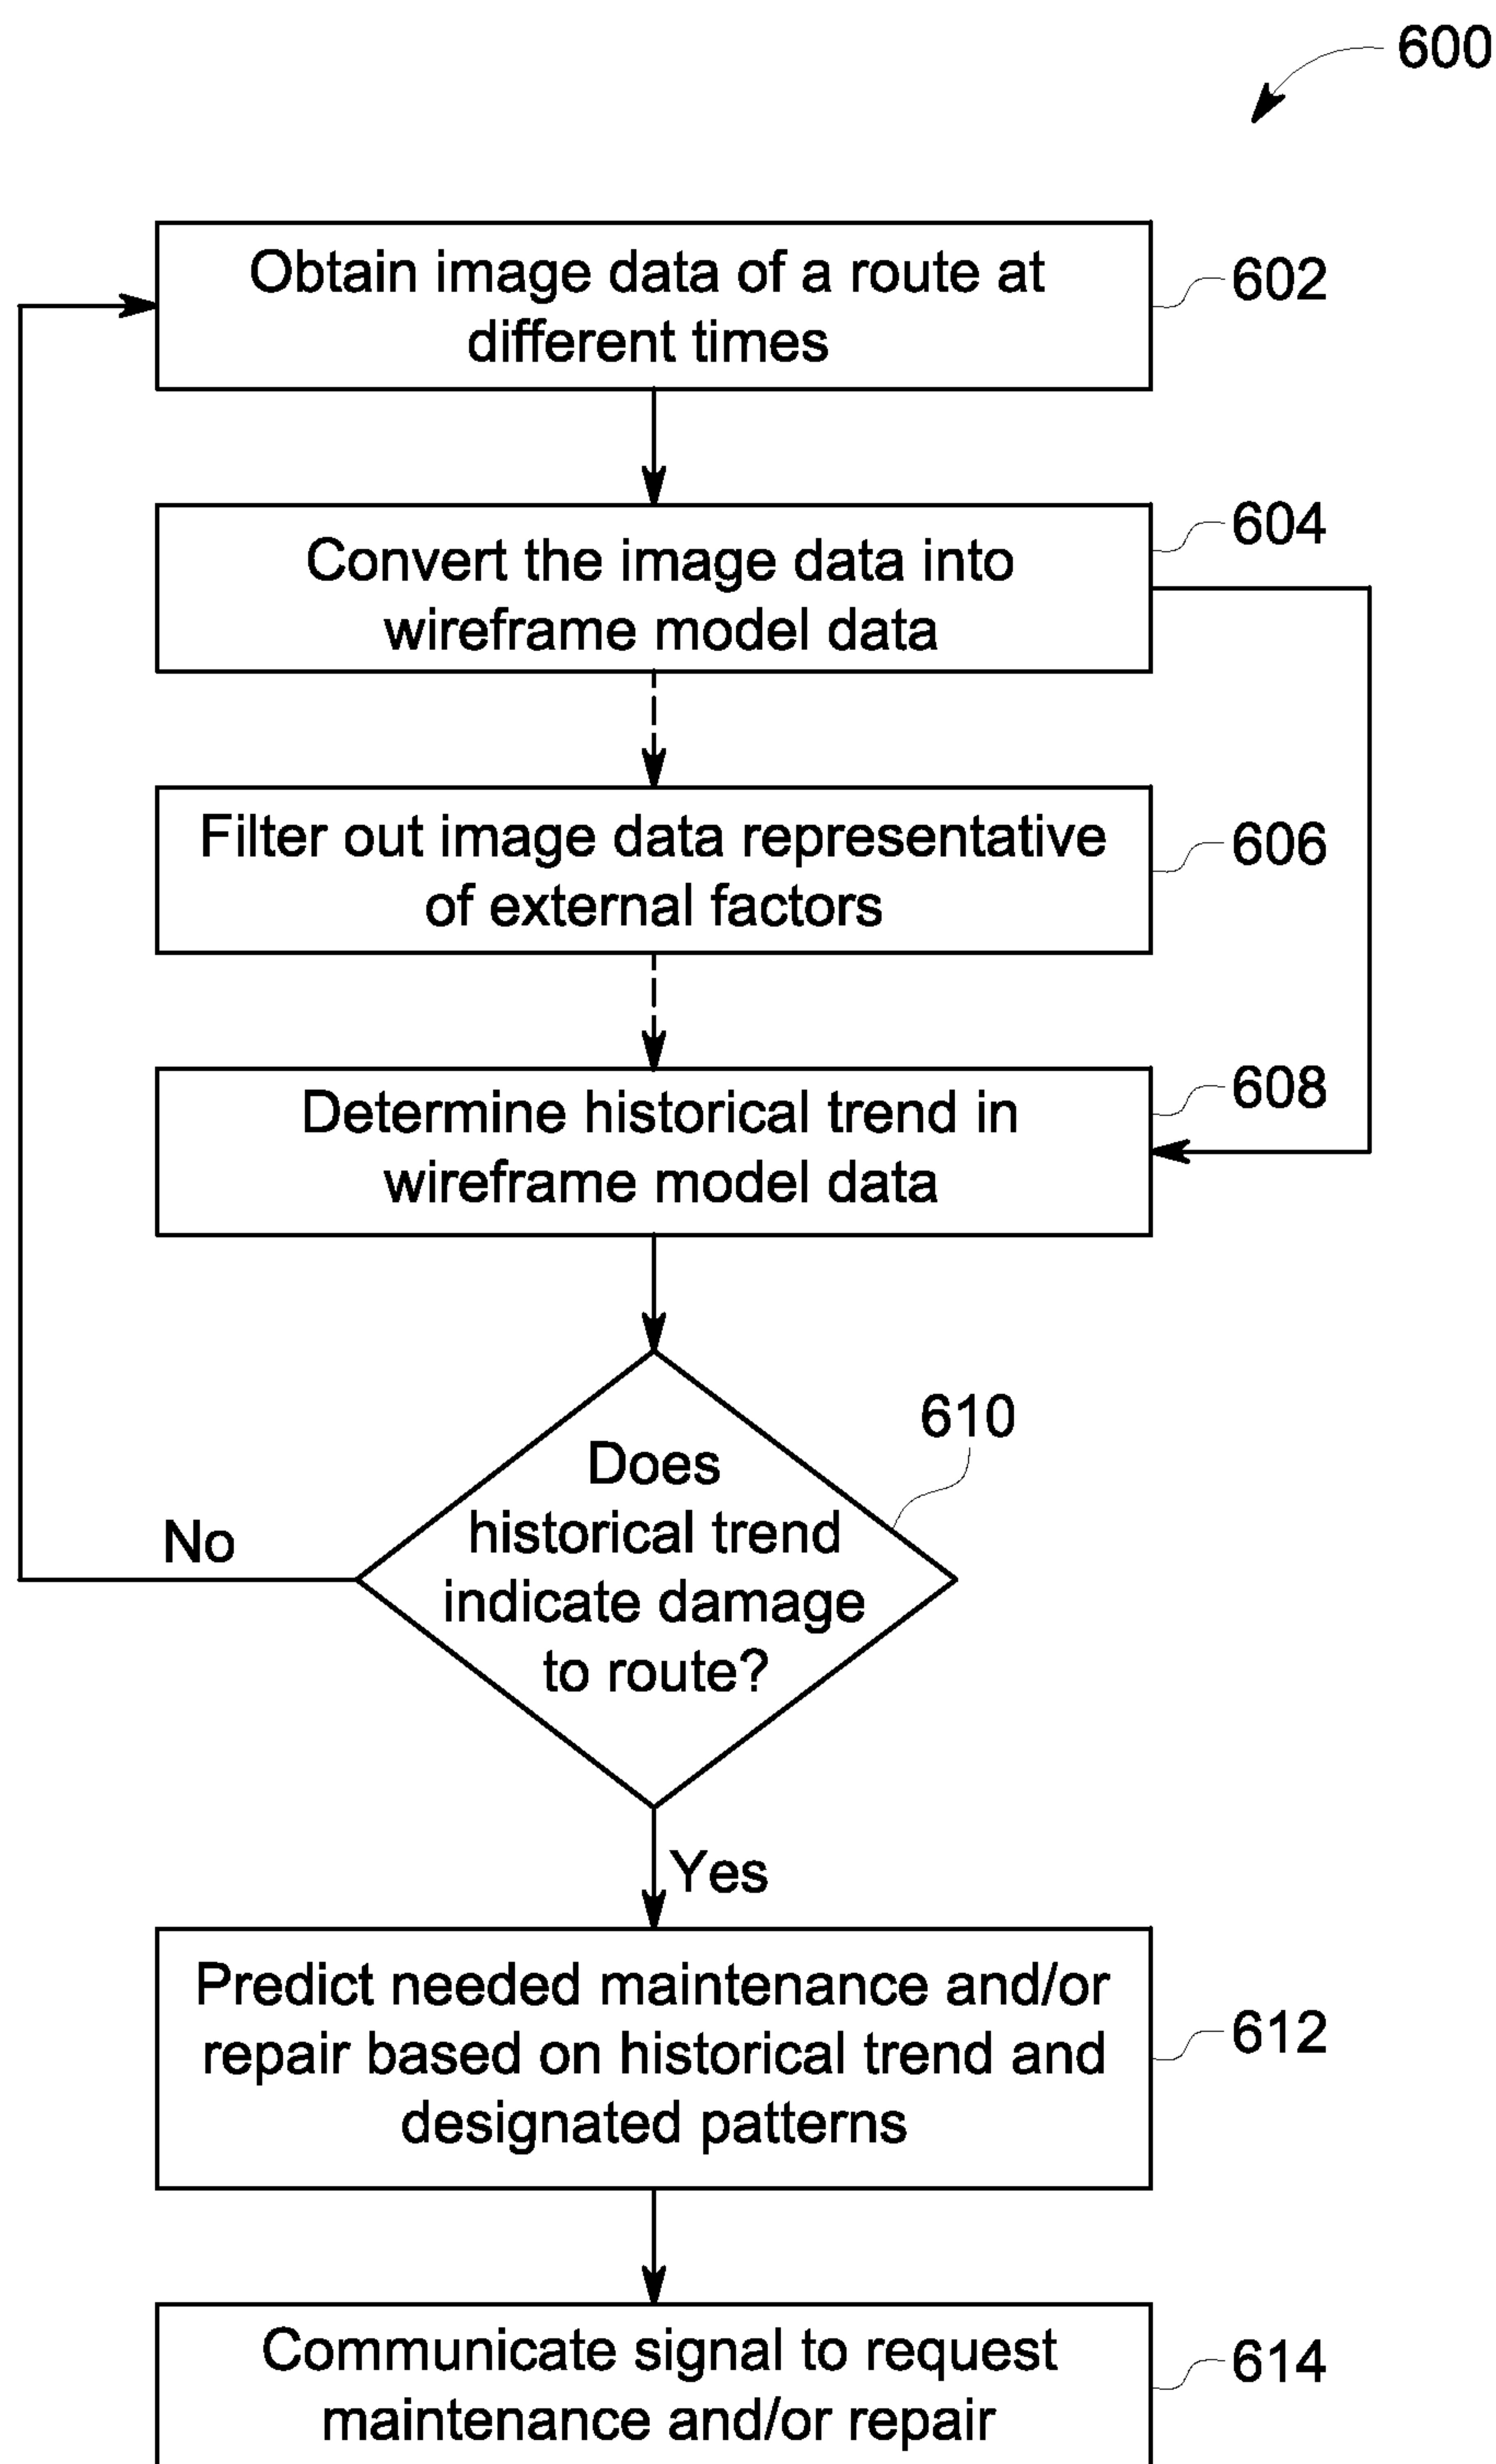 600
Obtain image data of a route at
different times
602
Convert the image data into
wireframe model data
604
Filter out image data representative
of external factors
606
Determine historical trend in
wireframe model data
608
610
Does
historical trend
indicate damage
to route?
No
Yes
Predict needed maintenance and/or
repair based on historical trend and
designated patterns
612
Communicate signal to request
maintenance and/or repair
614